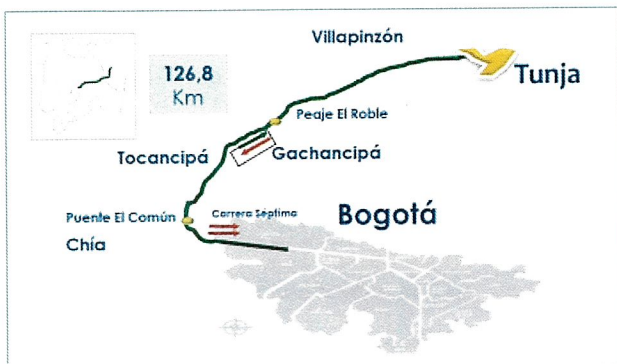 Villapinzón
Tunja
126,8
Km
Peaje El Roble
Tocancipá
Gachancipá
Puente El Común
Carrera Séptima
Bogotá
Chía